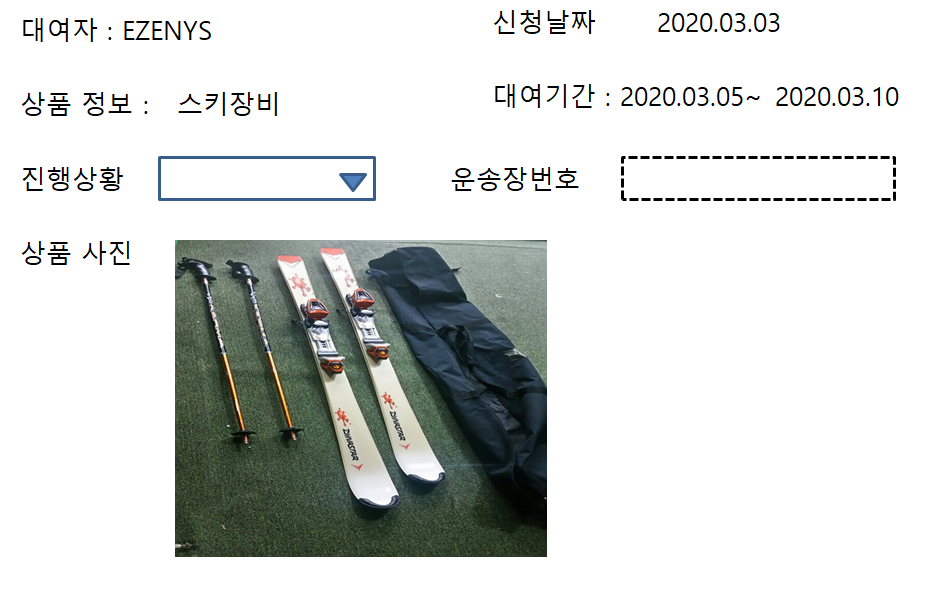 대여자 : EZENYS
신청날짜 2020.03.03
상품 정보 : 스키장비
대여기간 : 2020.03.05~ 2020.03.10
진행상황
운송장번호
상품 사진
DYNASTAR
DYNASTAR